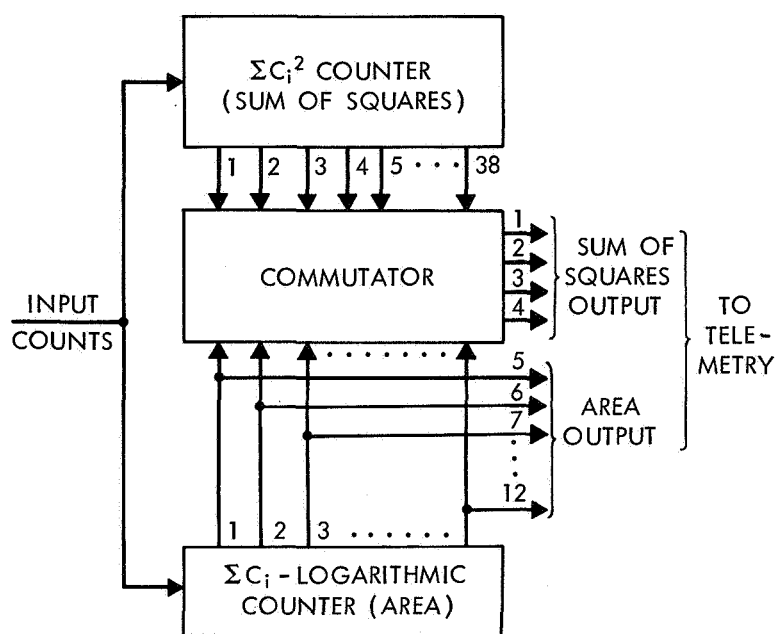 ΣCi² COUNTER
(SUM OF SQUARES)
1 2 3 4 5 · · · 38
COMMUTATOR
1
2
3
4
SUM OF
SQUARES
OUTPUT
INPUT
COUNTS
TO
TELE-
METRY
5
6
7
12
AREA
OUTPUT
1 2 3 · · · · · ·
ΣCi - LOGARITHMIC
COUNTER (AREA)